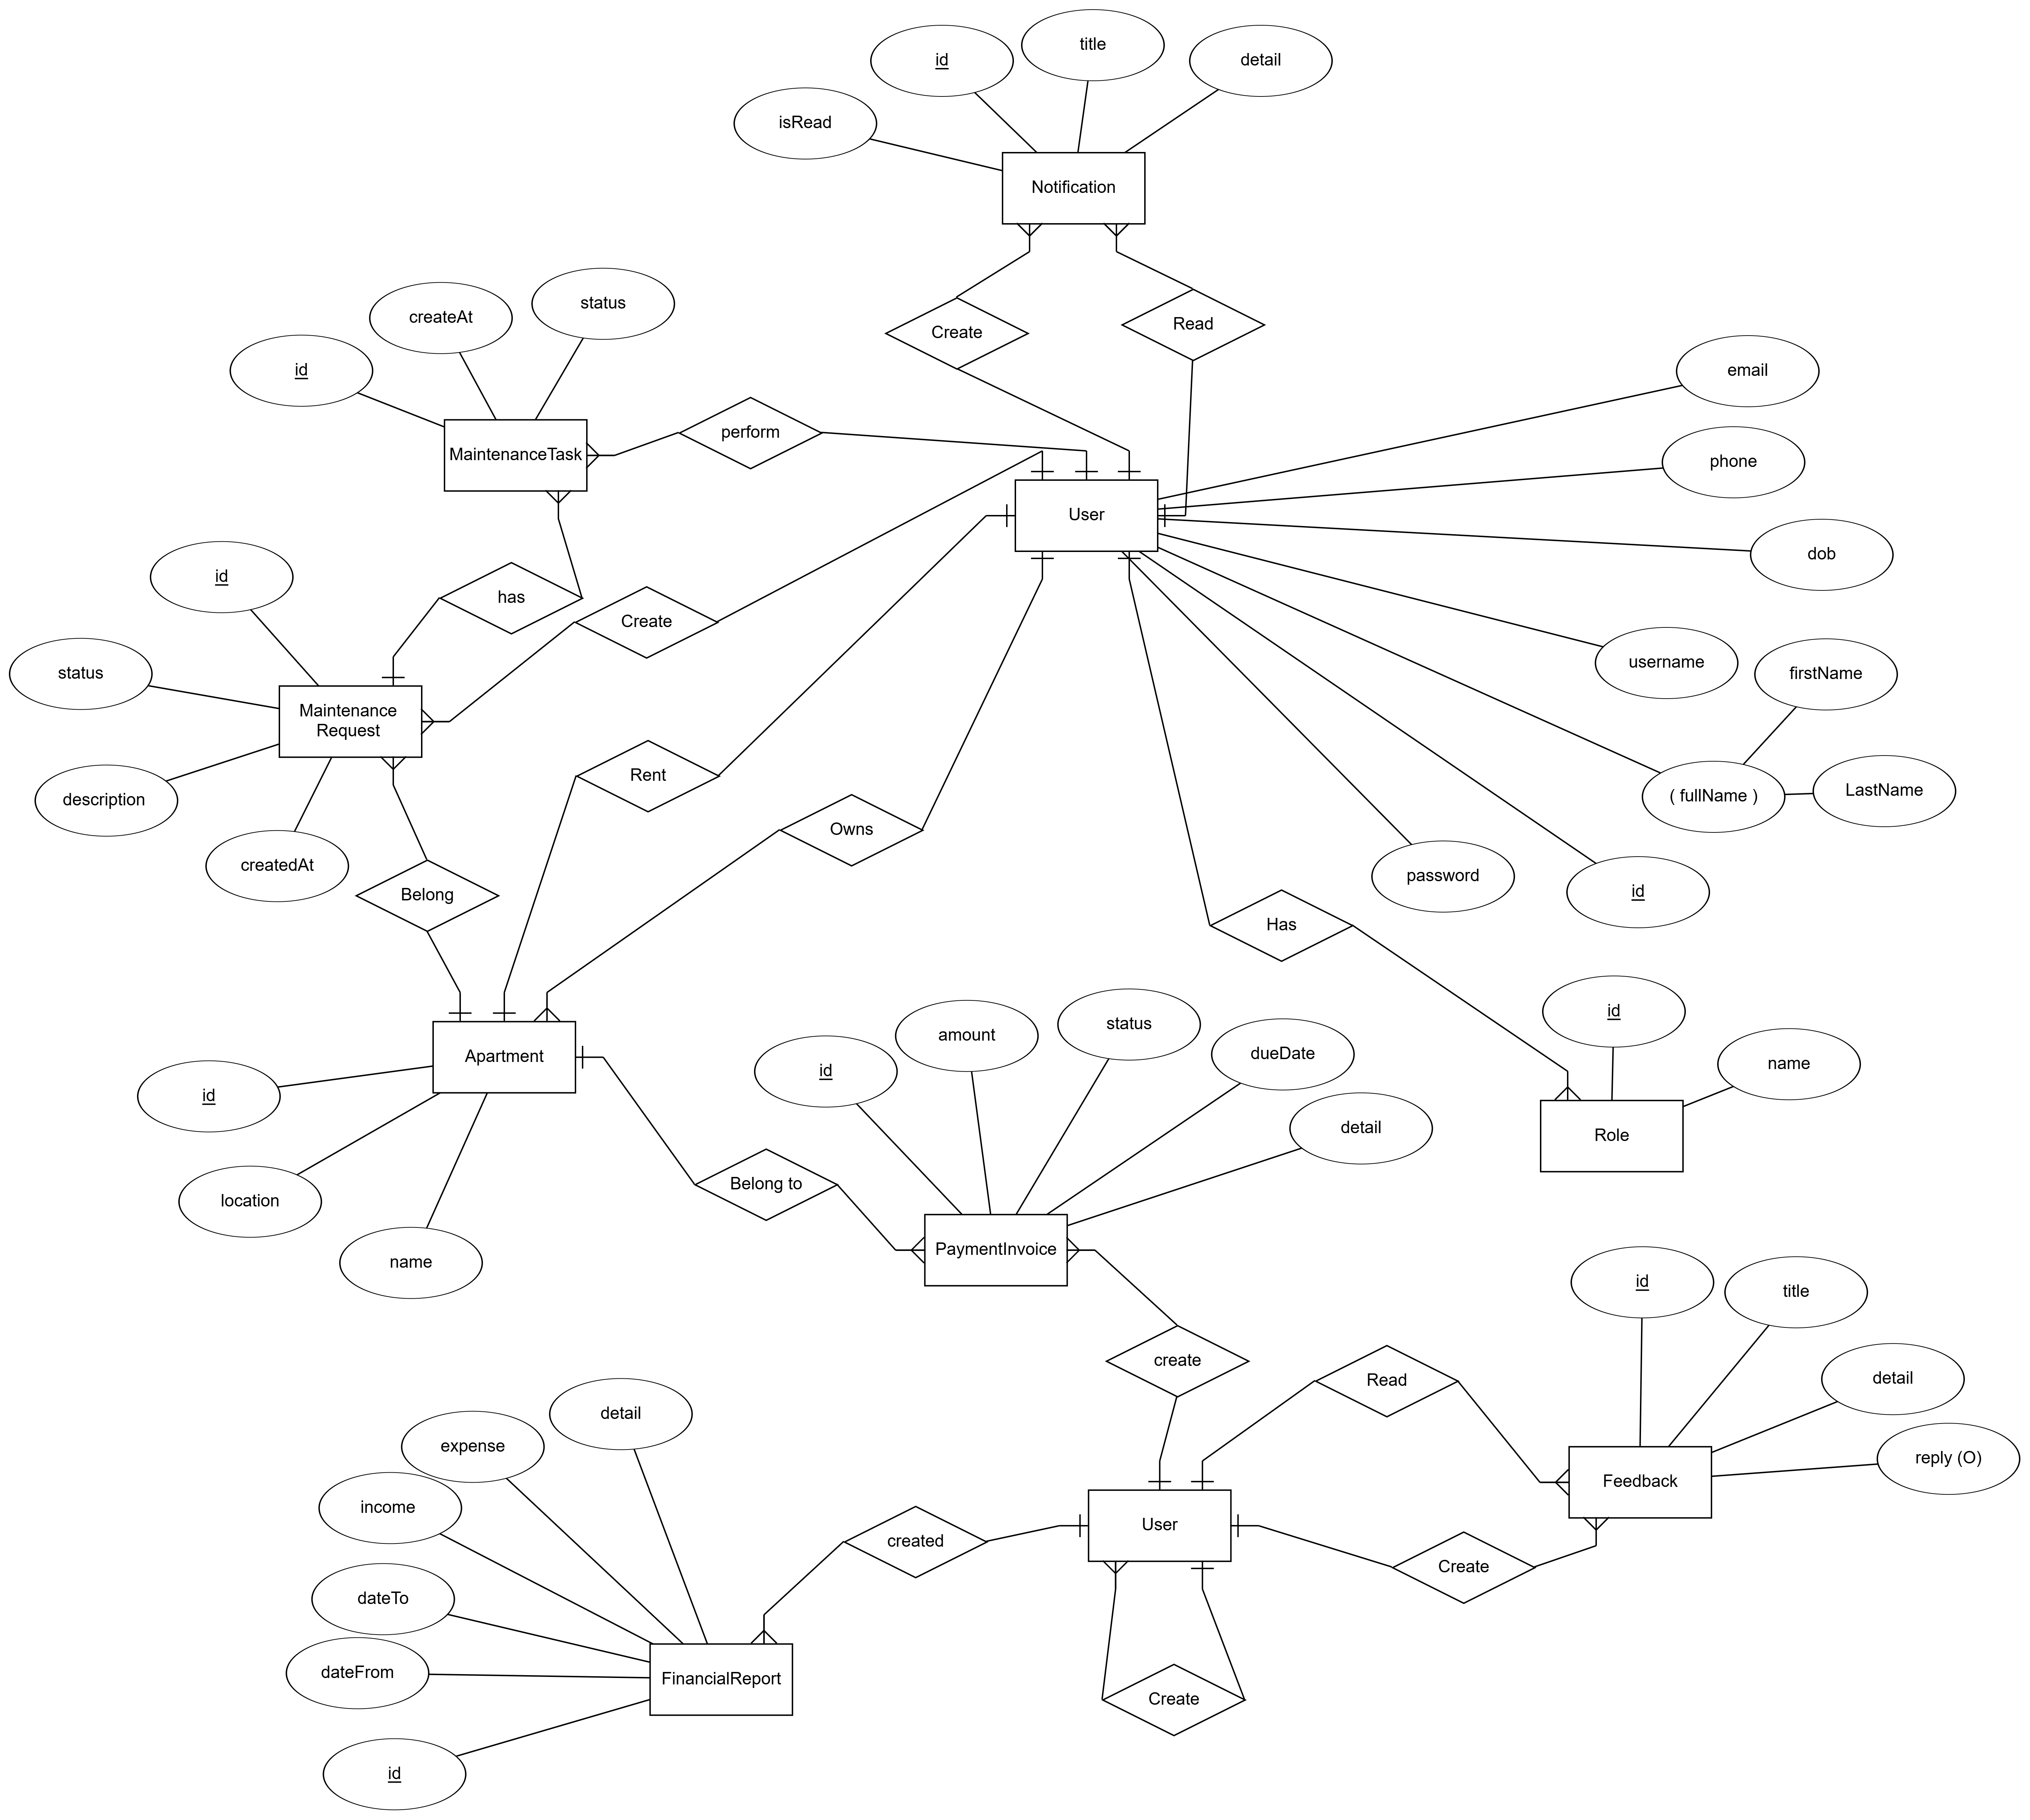 title
id
detail
isRead
Notification
createAt
status
id
Create
Read
MaintenanceTask
perform
User
email
phone
dob
username
firstName
( fullName )
LastName
password
id
id
has
Create
status
Maintenance
Request
description
createdAt
Rent
Owns
Belong
Has
Apartment
id
location
name
id
amount
status
dueDate
detail
Belong to
PaymentInvoice
id
name
Role
create
Read
id
title
detail
reply (O)
Feedback
User
Create
Create
created
detail
expense
income
dateTo
dateFrom
FinancialReport
id